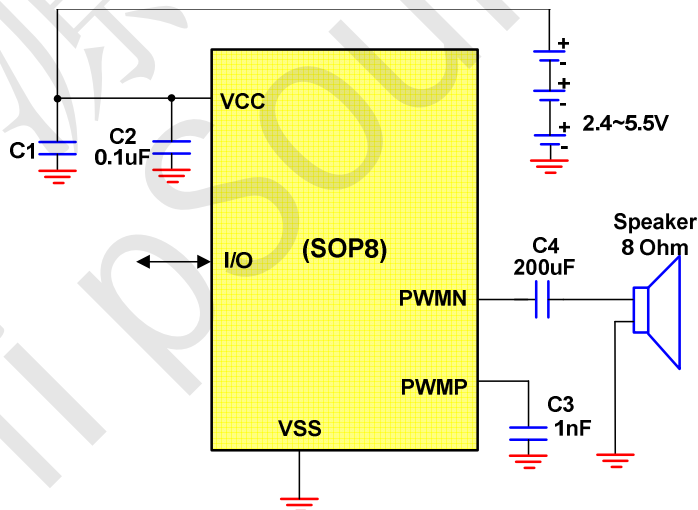 +
-
+
-
+
-
2.4~5.5V
VCC
C1
C2
0.1uF
I/O
(SOP8)
C4
200uF
Speaker
8 Ohm
PWMN
PWMP
C3
1nF
VSS